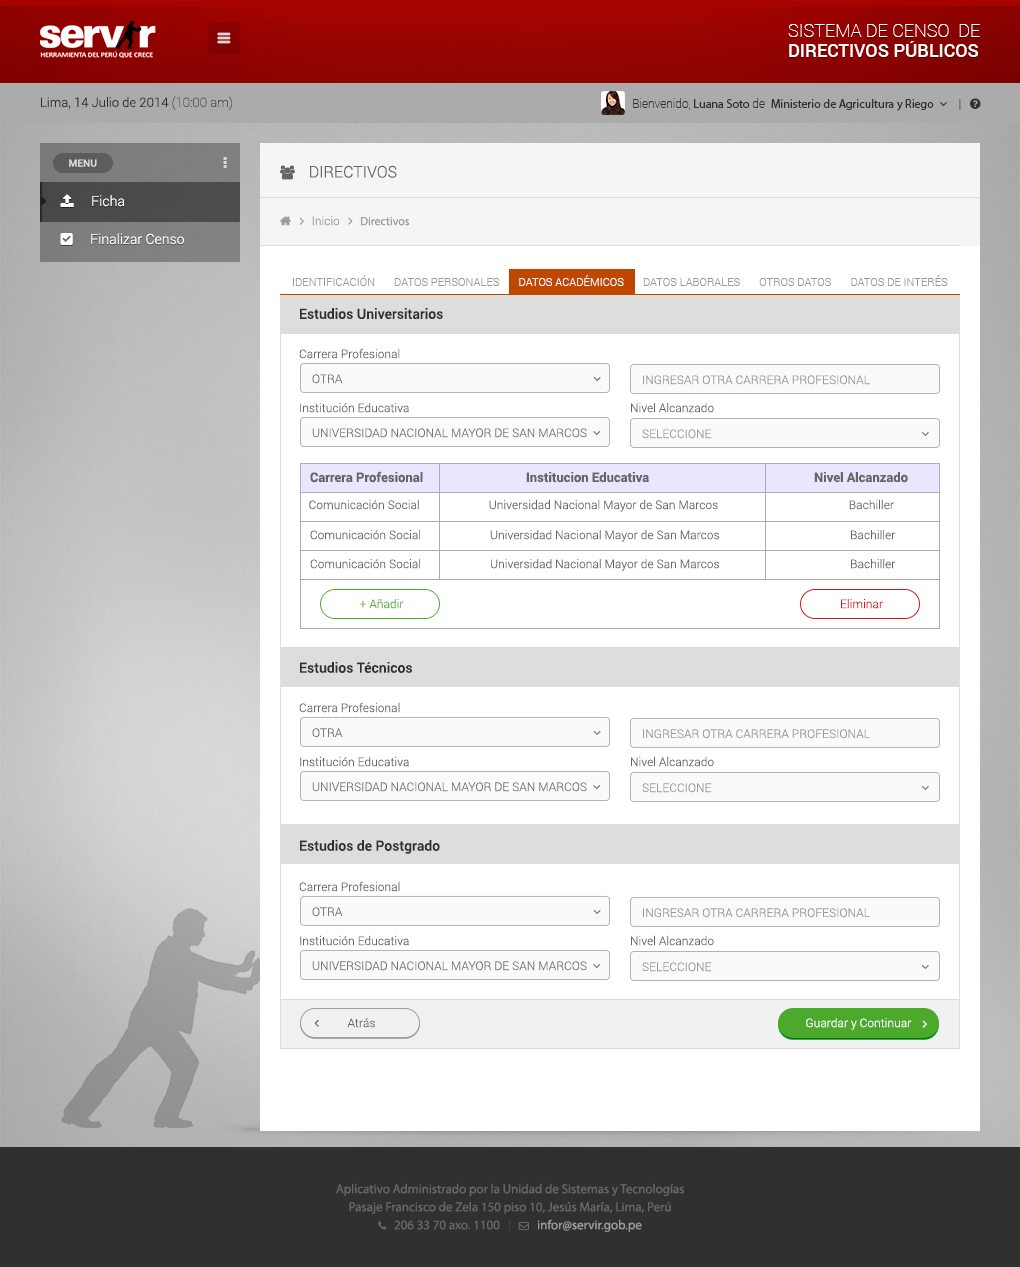 servir
HERRAMIENTA DEL PERÚ QUE CRECE
SISTEMA DE CENSO DE
DIRECTIVOS PÚBLICOS
Lima, 14 Julio de 2014 (10:00 am)
Bienvenido, Luana Soto de Ministerio de Agricultura y Riego |
MENU
Ficha
Finalizar Censo
DIRECTIVOS
Inicio > Directivos
IDENTIFICACIÓN DATOS PERSONALES DATOS ACADÉMICOS DATOS LABORALES OTROS DATOS DATOS DE INTERÉS
Estudios Universitarios
Carrera Profesional
OTRA INGRESAR OTRA CARRERA PROFESIONAL
Institución Educativa Nivel Alcanzado
UNIVERSIDAD NACIONAL MAYOR DE SAN MARCOS SELECCIONE
Carrera Profesional Institucion Educativa Nivel Alcanzado
Comunicación Social Universidad Nacional Mayor de San Marcos Bachiller
Comunicación Social Universidad Nacional Mayor de San Marcos Bachiller
Comunicación Social Universidad Nacional Mayor de San Marcos Bachiller
+ Añadir Eliminar
Estudios Técnicos
Carrera Profesional
OTRA INGRESAR OTRA CARRERA PROFESIONAL
Institución Educativa Nivel Alcanzado
UNIVERSIDAD NACIONAL MAYOR DE SAN MARCOS SELECCIONE
Estudios de Postgrado
Carrera Profesional
OTRA INGRESAR OTRA CARRERA PROFESIONAL
Institución Educativa Nivel Alcanzado
UNIVERSIDAD NACIONAL MAYOR DE SAN MARCOS SELECCIONE
Atrás Guardar y Continuar
Aplicativo Administrado por la Unidad de Sistemas y Tecnologías
Pasaje Francisco de Zela 150 piso 10, Jesús María, Lima, Perú
206 33 70 axo. 1100 | infor@servir.gob.pe